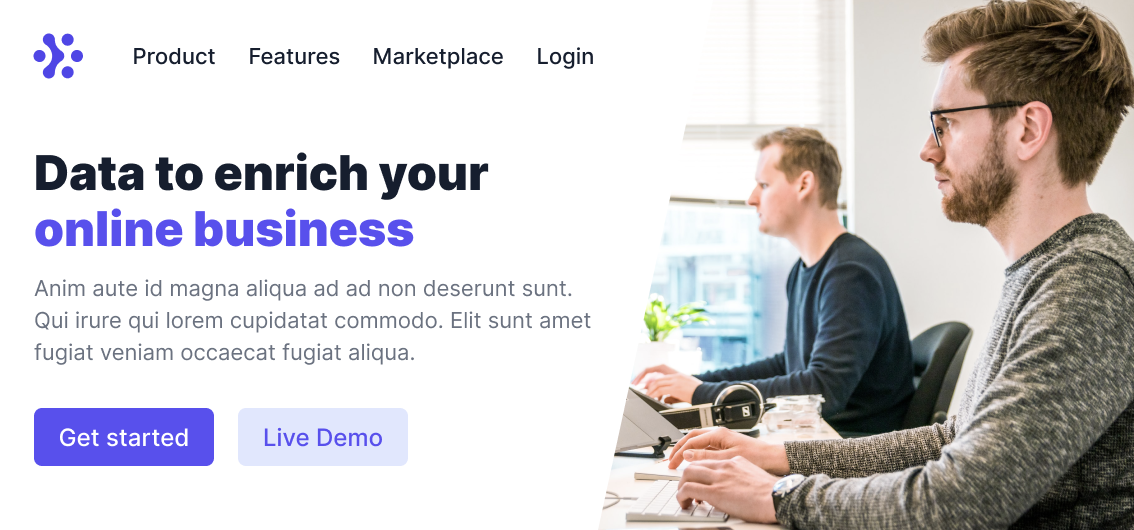 Product Features Marketplace Login
Data to enrich your
online business
Anim aute id magna aliqua ad ad non deserunt sunt.
Qui irure qui lorem cupidatat commodo. Elit sunt amet
fugiat veniam occaecat fugiat aliqua.
Get started Live Demo